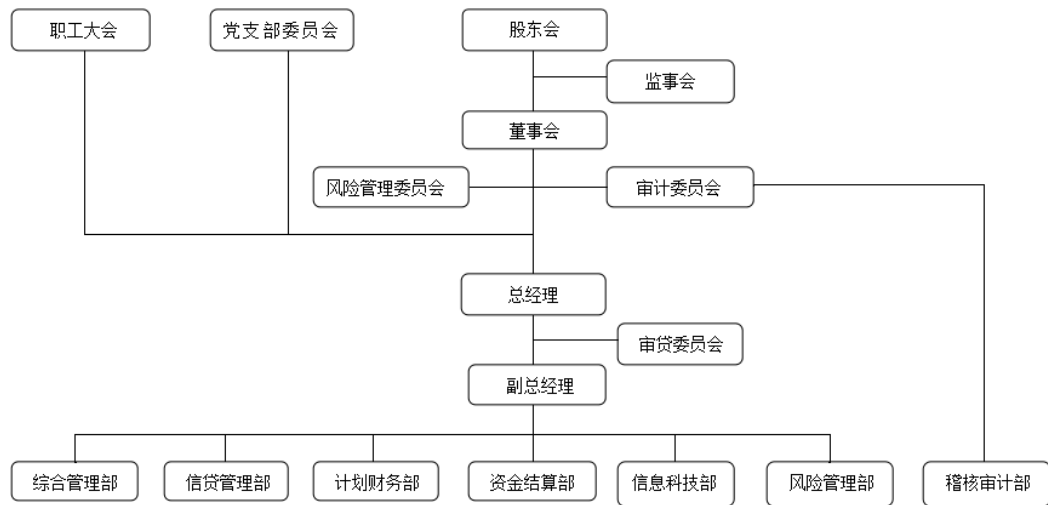 职工大会
党支部委员会
股东会
监事会
董事会
风险管理委员会
审计委员会
总经理
审贷委员会
副总经理
综合管理部
信贷管理部
计划财务部
资金结算部
信息科技部
风险管理部
稽核审计部